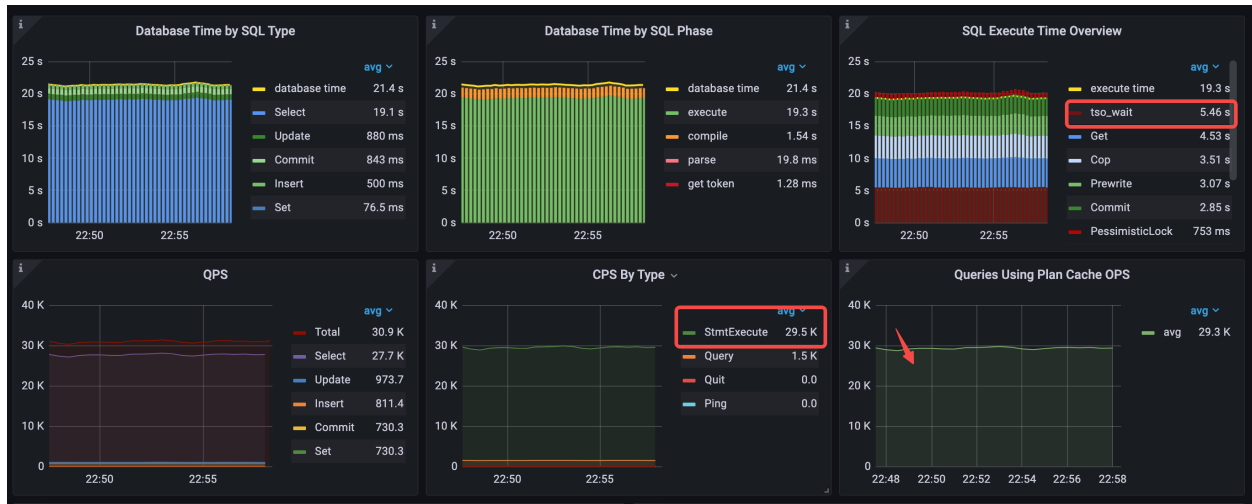 Database Time by SQL Type
25 s
20 s
15 s
10 s
5 s
0 s
22:50 22:55
avg
database time 21.4 s
Select 19.1 s
Update 880 ms
Commit 843 ms
Insert 500 ms
Set 76.5 ms
Database Time by SQL Phase
25 s
20 s
15 s
10 s
5 s
0 s
22:50 22:55
avg
database time 21.4 s
execute 19.3 s
compile 1.54 s
parse 19.8 ms
get token 1.28 ms
SQL Execute Time Overview
25 s
20 s
15 s
10 s
5 s
0 s
22:50 22:55
avg
execute time 19.3 s
tso_wait 5.46 s
Get 4.53 s
Cop 3.51 s
Prewrite 3.07 s
Commit 2.85 s
PessimisticLock 753 ms
QPS
40 K
30 K
20 K
10 K
0
22:50 22:55
avg
Total 30.9 K
Select 27.7 K
Update 973.7
Insert 811.4
Commit 730.3
Set 730.3
CPS By Type
40 K
30 K
20 K
10 K
0
22:50 22:55
avg
StmtExecute 29.5 K
Query 1.5 K
Quit 0.0
Ping 0.0
Queries Using Plan Cache OPS
40 K
30 K
20 K
10 K
0
22:48 22:50 22:52 22:54 22:56 22:58
avg
avg 29.3 K